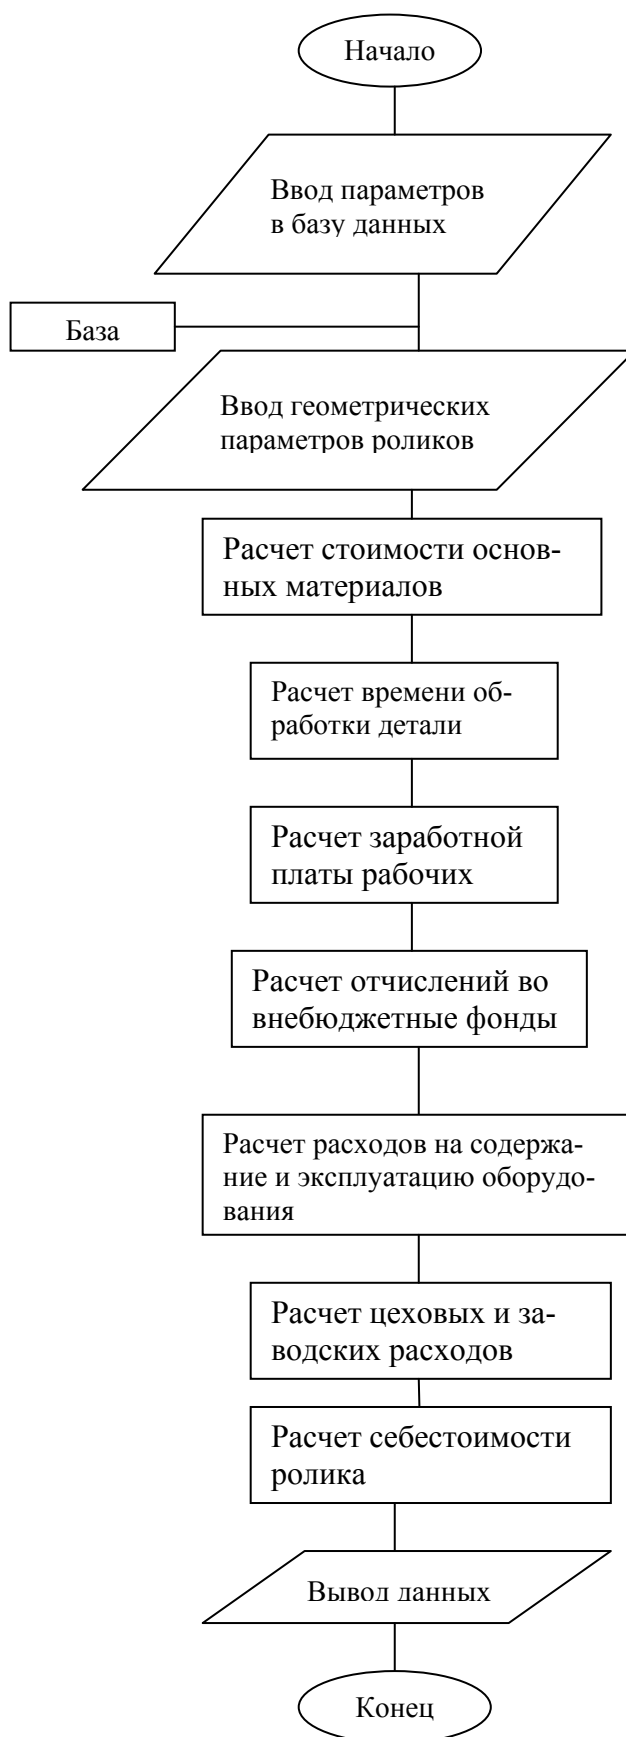 Начало
Ввод параметров
в базу данных
База
Ввод геометрических
параметров роликов
Расчет стоимости основ-
ных материалов
Расчет времени об-
работки детали
Расчет заработной
платы рабочих
Расчет отчислений во
внебюджетные фонды
Расчет расходов на содержа-
ние и эксплуатацию оборудо-
вания
Расчет цеховых и за-
водских расходов
Расчет себестоимости
ролика
Вывод данных
Конец